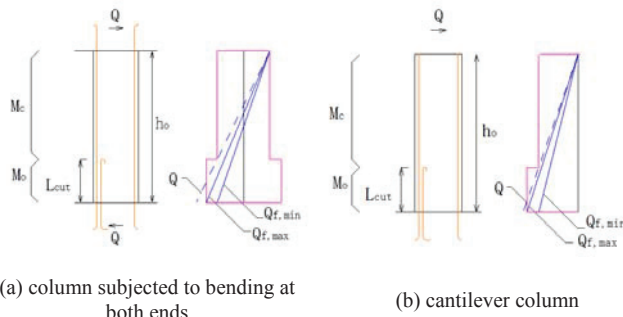 Q
Mc
Mo
Lcut
ho
Q
Q
Qf,min
Qf,max
(a) column subjected to bending at
both ends
Q
Mc
Mo
Lcut
ho
Q
Qf,min
Qf,max
(b) cantilever column